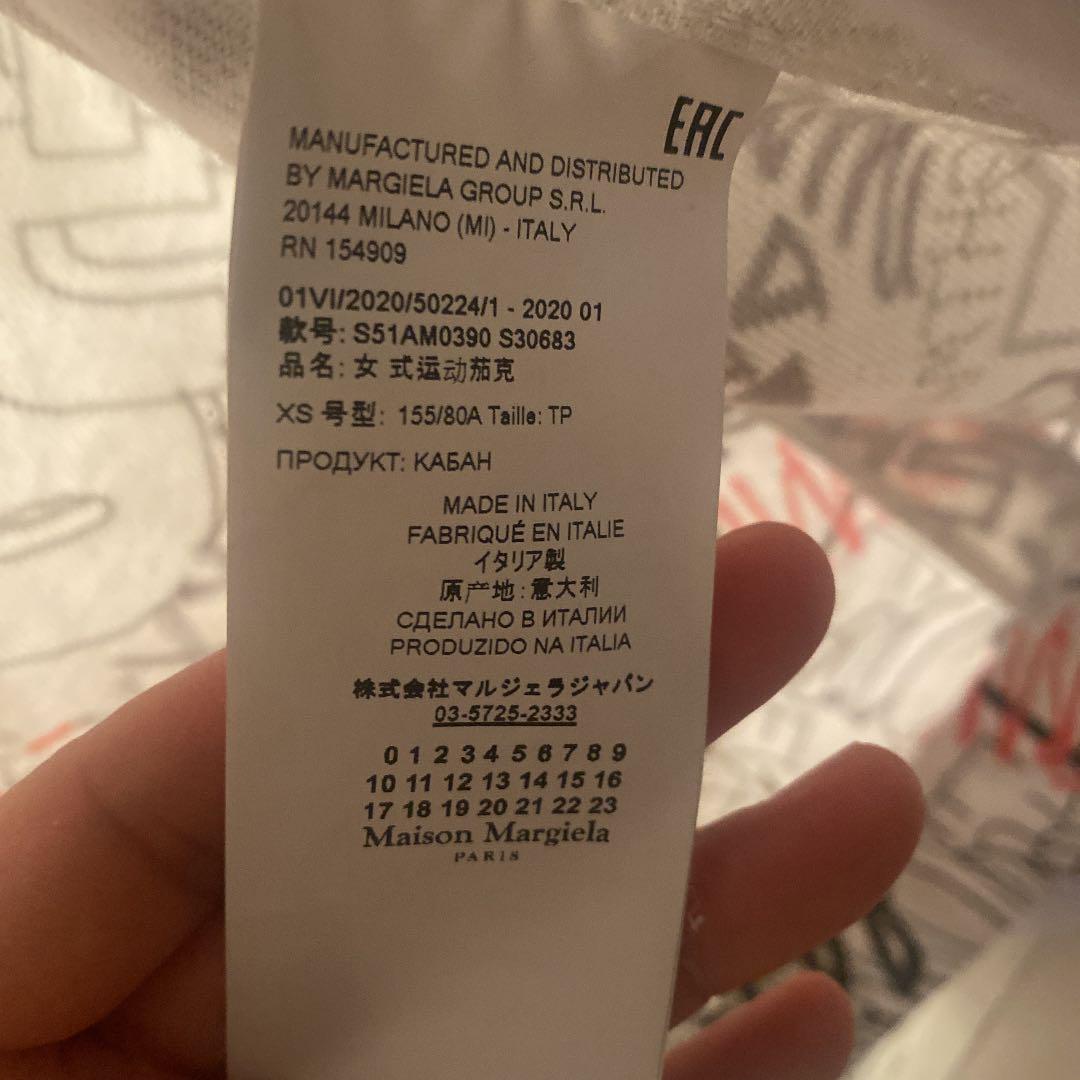 EAC
MANUFACTURED AND DISTRIBUTED
BY MARGIELA GROUP S.R.L.
20144 MILANO (MI) - ITALY
RN 154909
01VI/2020/50224/1 - 2020 01
款号: S51AM0390 S30683
品名: 女 式运动茄克
XS 号型: 155/80A Taille: TP
ПРОДУКТ: КАБАН
MADE IN ITALY
FABRIQUÉ EN ITALIE
イタリア製
原产地:意大利
СДЕЛАНО В ИТАЛИИ
PRODUZIDO NA ITALIA
株式会社マルジェラジャパン
03-5725-2333
0 1 2 3 4 5 6 7 8 9
10 11 12 13 14 15 16
17 18 19 20 21 22 23
Maison Margiela
PARIS